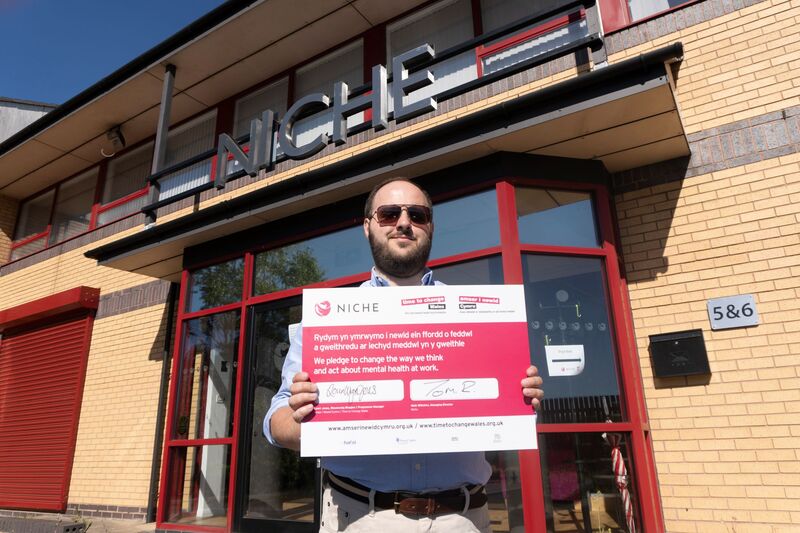 NICHE
NICHE
time to change
Wales
amser i newid
Cymru
Rydym yn ymrwymo i newid ein ffordd o feddwl
a gweithredu ar iechyd meddwl yn y gweithle
We pledge to change the way we think
and act about mental health at work.
Tom R.
www.amserinewidcymru.org.uk / www.timetochangewales.org.uk
5&6